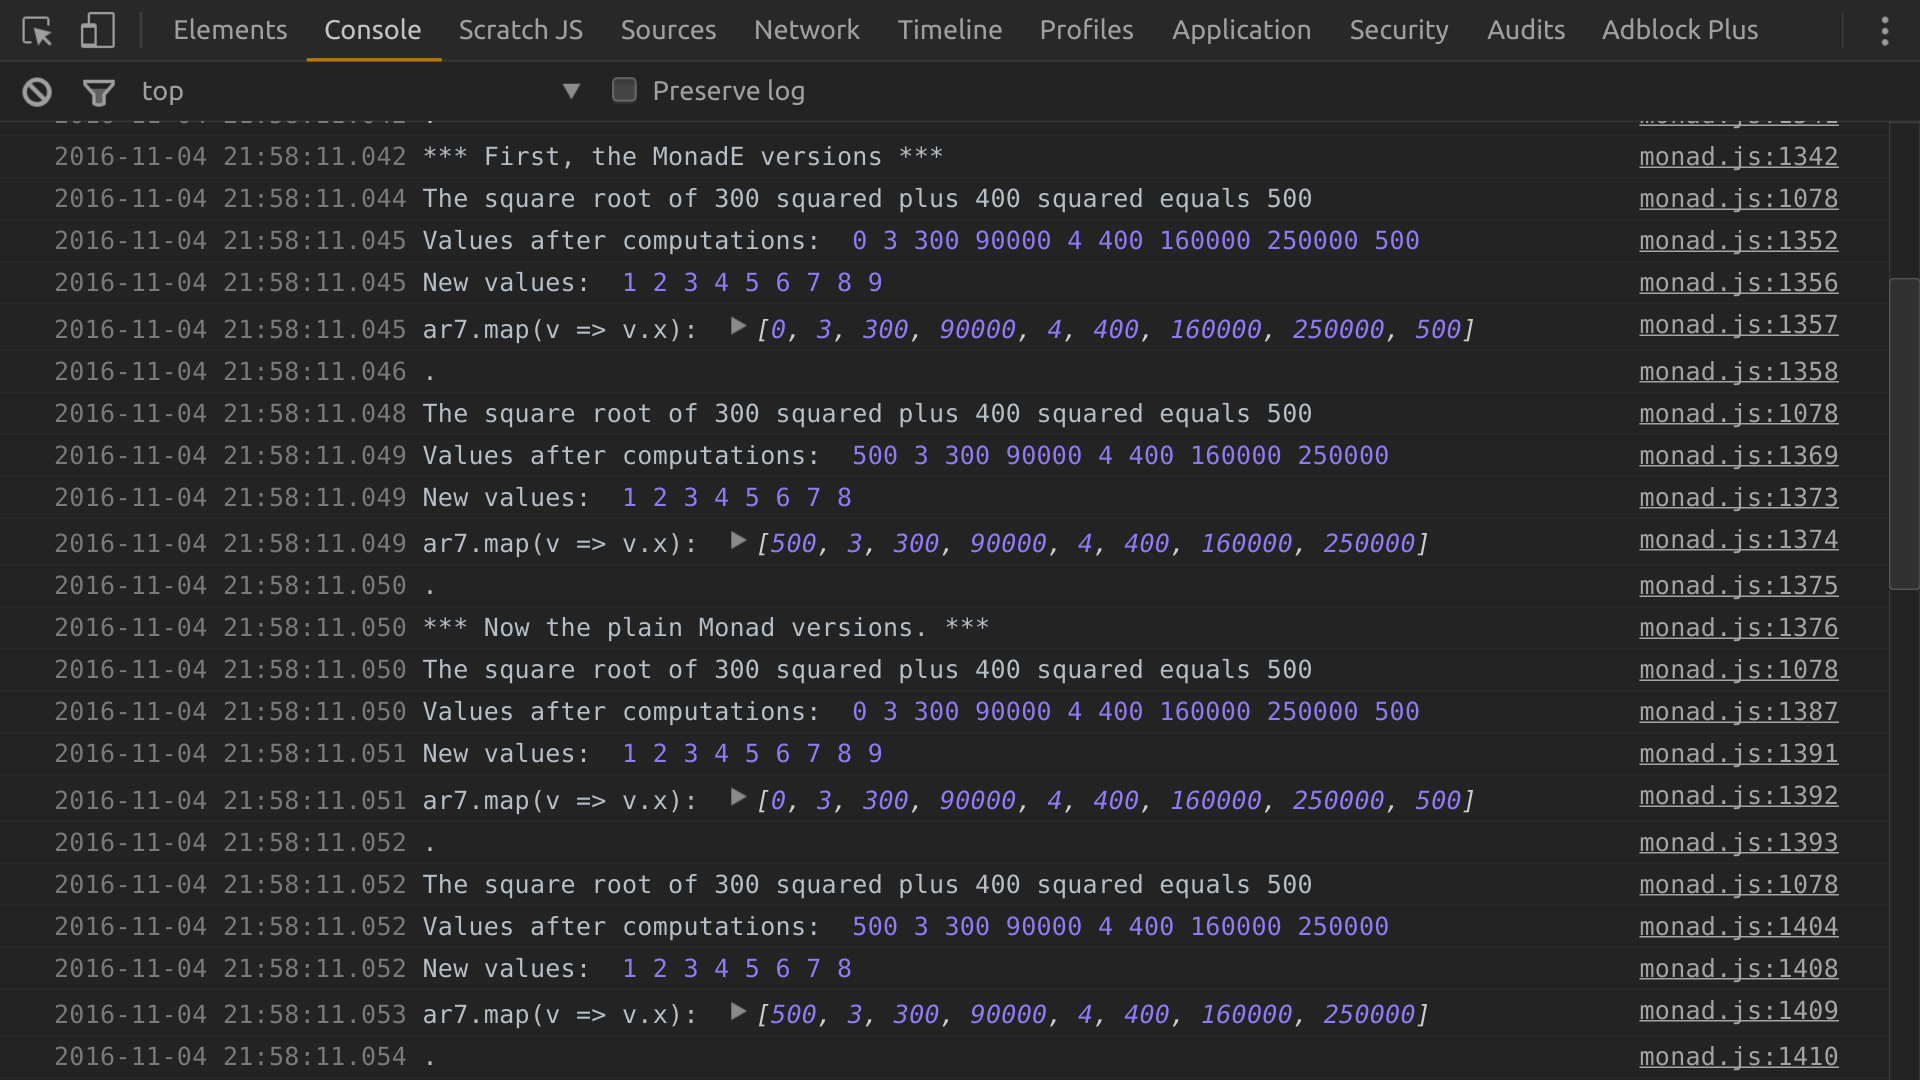 Elements Console Scratch JS Sources Network Timeline Profiles Application Security Audits Adblock Plus
top ▼ Preserve log
2016-11-04 21:58:11.042 *** First, the MonadE versions *** monad.js:1342
2016-11-04 21:58:11.044 The square root of 300 squared plus 400 squared equals 500 monad.js:1078
2016-11-04 21:58:11.045 Values after computations:  0 3 300 90000 4 400 160000 250000 500 monad.js:1352
2016-11-04 21:58:11.045 New values:  1 2 3 4 5 6 7 8 9 monad.js:1356
2016-11-04 21:58:11.045 ar7.map(v => v.x):  ▶[0, 3, 300, 90000, 4, 400, 160000, 250000, 500] monad.js:1357
2016-11-04 21:58:11.046 . monad.js:1358
2016-11-04 21:58:11.048 The square root of 300 squared plus 400 squared equals 500 monad.js:1078
2016-11-04 21:58:11.049 Values after computations:  500 3 300 90000 4 400 160000 250000 monad.js:1369
2016-11-04 21:58:11.049 New values:  1 2 3 4 5 6 7 8 monad.js:1373
2016-11-04 21:58:11.049 ar7.map(v => v.x):  ▶[500, 3, 300, 90000, 4, 400, 160000, 250000] monad.js:1374
2016-11-04 21:58:11.050 . monad.js:1375
2016-11-04 21:58:11.050 *** Now the plain Monad versions. *** monad.js:1376
2016-11-04 21:58:11.050 The square root of 300 squared plus 400 squared equals 500 monad.js:1078
2016-11-04 21:58:11.050 Values after computations:  0 3 300 90000 4 400 160000 250000 500 monad.js:1387
2016-11-04 21:58:11.051 New values:  1 2 3 4 5 6 7 8 9 monad.js:1391
2016-11-04 21:58:11.051 ar7.map(v => v.x):  ▶[0, 3, 300, 90000, 4, 400, 160000, 250000, 500] monad.js:1392
2016-11-04 21:58:11.052 . monad.js:1393
2016-11-04 21:58:11.052 The square root of 300 squared plus 400 squared equals 500 monad.js:1078
2016-11-04 21:58:11.052 Values after computations:  500 3 300 90000 4 400 160000 250000 monad.js:1404
2016-11-04 21:58:11.052 New values:  1 2 3 4 5 6 7 8 monad.js:1408
2016-11-04 21:58:11.053 ar7.map(v => v.x):  ▶[500, 3, 300, 90000, 4, 400, 160000, 250000] monad.js:1409
2016-11-04 21:58:11.054 . monad.js:1410